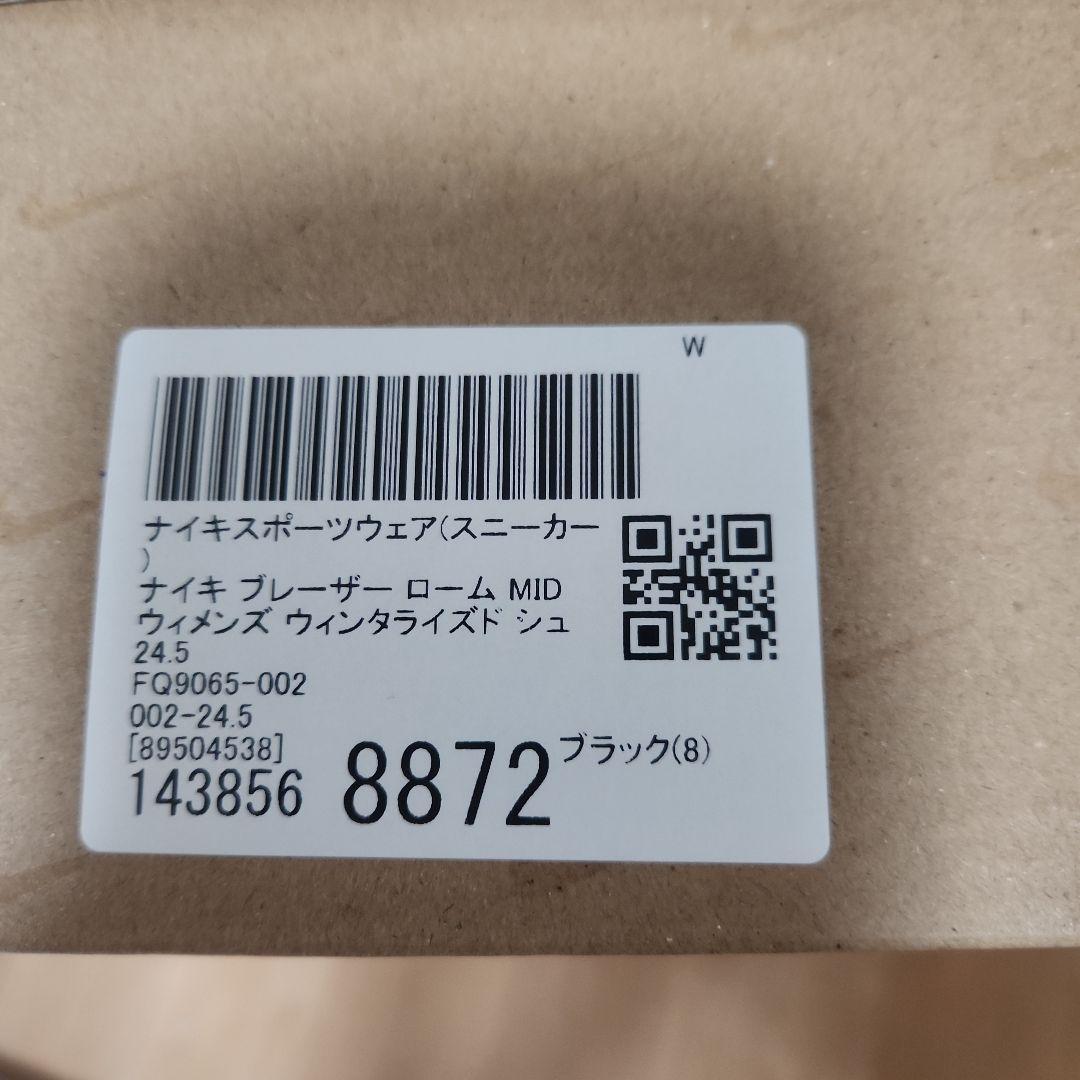 W
ナイキスポーツウェア(スニーカー
)
ナイキ ブレーザー ローム MID
ウィメンズ ウィンタライズド シュ
24.5
FQ9065-002
002-24.5
[89504538]
143856 8872 ブラック(8)